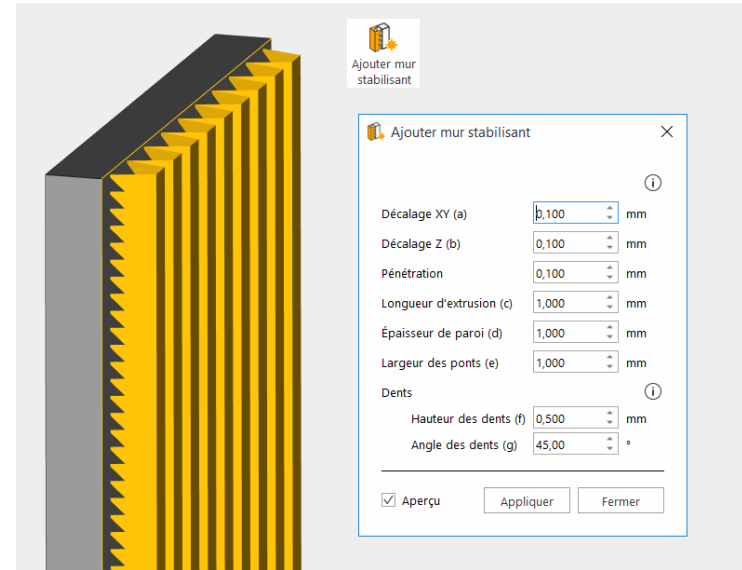 Ajouter mur
stabilisant
Ajouter mur stabilisant
Décalage XY (a) 0,100 mm
Décalage Z (b) 0,100 mm
Pénétration 0,100 mm
Longueur d'extrusion (c) 1,000 mm
Épaisseur de paroi (d) 1,000 mm
Largeur des ponts (e) 1,000 mm
Dents
Hauteur des dents (f) 0,500 mm
Angle des dents (g) 45,00 °
Aperçu Appliquer Fermer